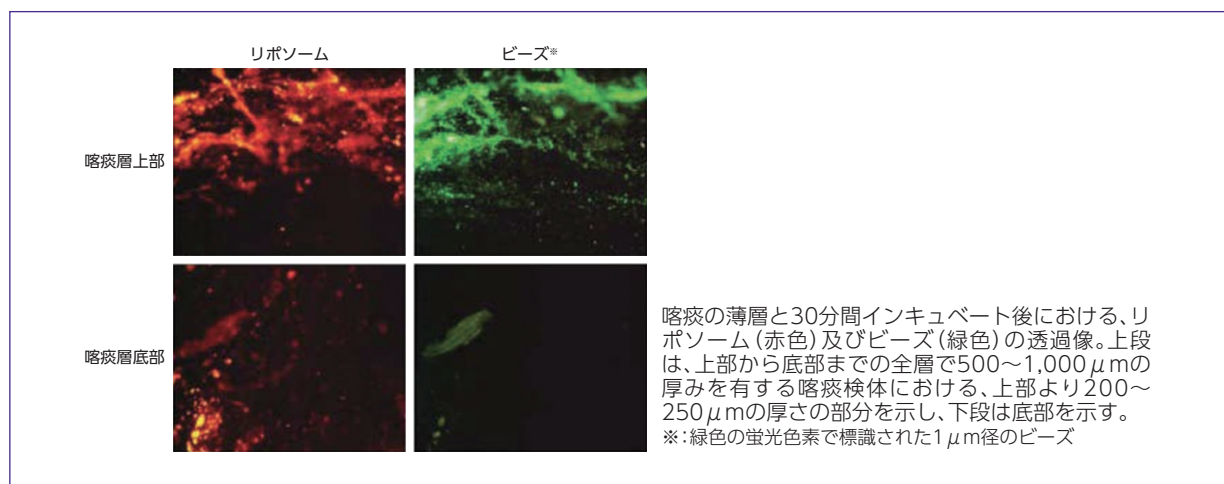 リポソーム
ビーズ※
喀痰層上部
喀痰層底部
喀痰の薄層と30分間インキュベート後における、リ
ポソーム(赤色)及びビーズ(緑色)の透過像。上段
は、上部から底部までの全層で500〜1,000μmの
厚みを有する喀痰検体における、上部より200〜
250μmの厚さの部分を示し、下段は底部を示す。
※:緑色の蛍光色素で標識された1μm径のビーズ